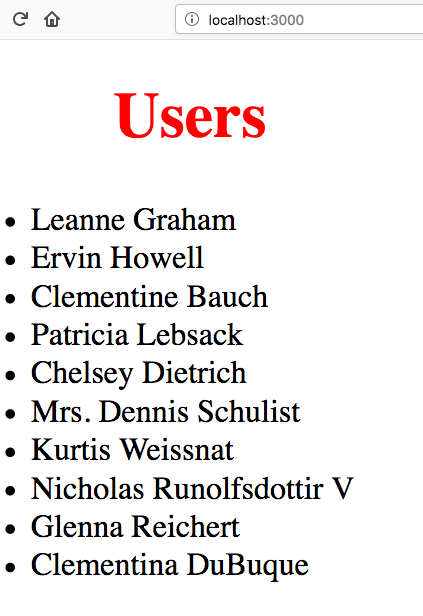 localhost:3000
Users
Leanne Graham
Ervin Howell
Clementine Bauch
Patricia Lebsack
Chelsey Dietrich
Mrs. Dennis Schulist
Kurtis Weissnat
Nicholas Runolfsdottir V
Glenna Reichert
Clementina DuBuque